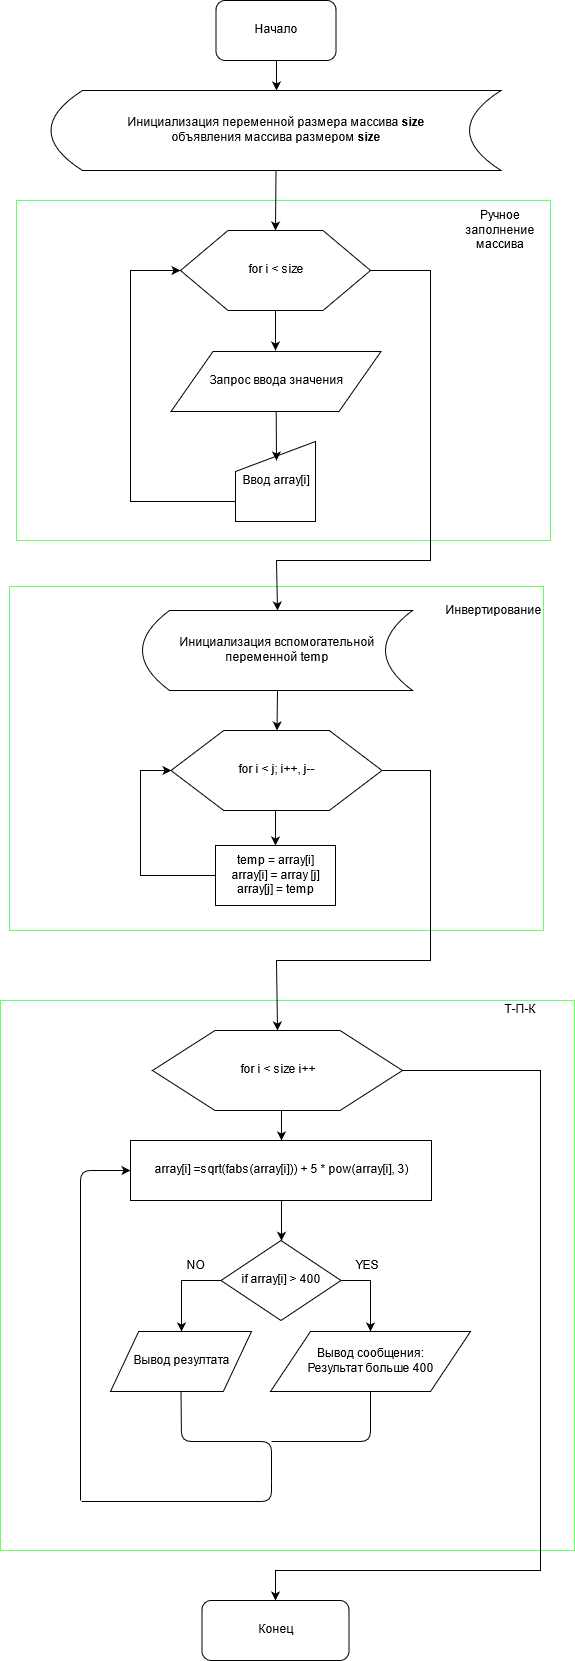 Начало
Инициализация переменной размера массива size
объявления массива размером size
Ручное
заполнение
массива
for i < size
Запрос ввода значения
Ввод array[i]
Инвертирование
Инициализация вспомогательной
переменной temp
for i < j; i++, j--
temp = array[i]
array[i] = array [j]
array[j] = temp
Т-П-К
for i < size i++
array[i] =sqrt(fabs(array[i])) + 5 * pow(array[i], 3)
if array[i] > 400
NO
YES
Вывод резултата
Вывод сообщения:
Результат больше 400
Конец